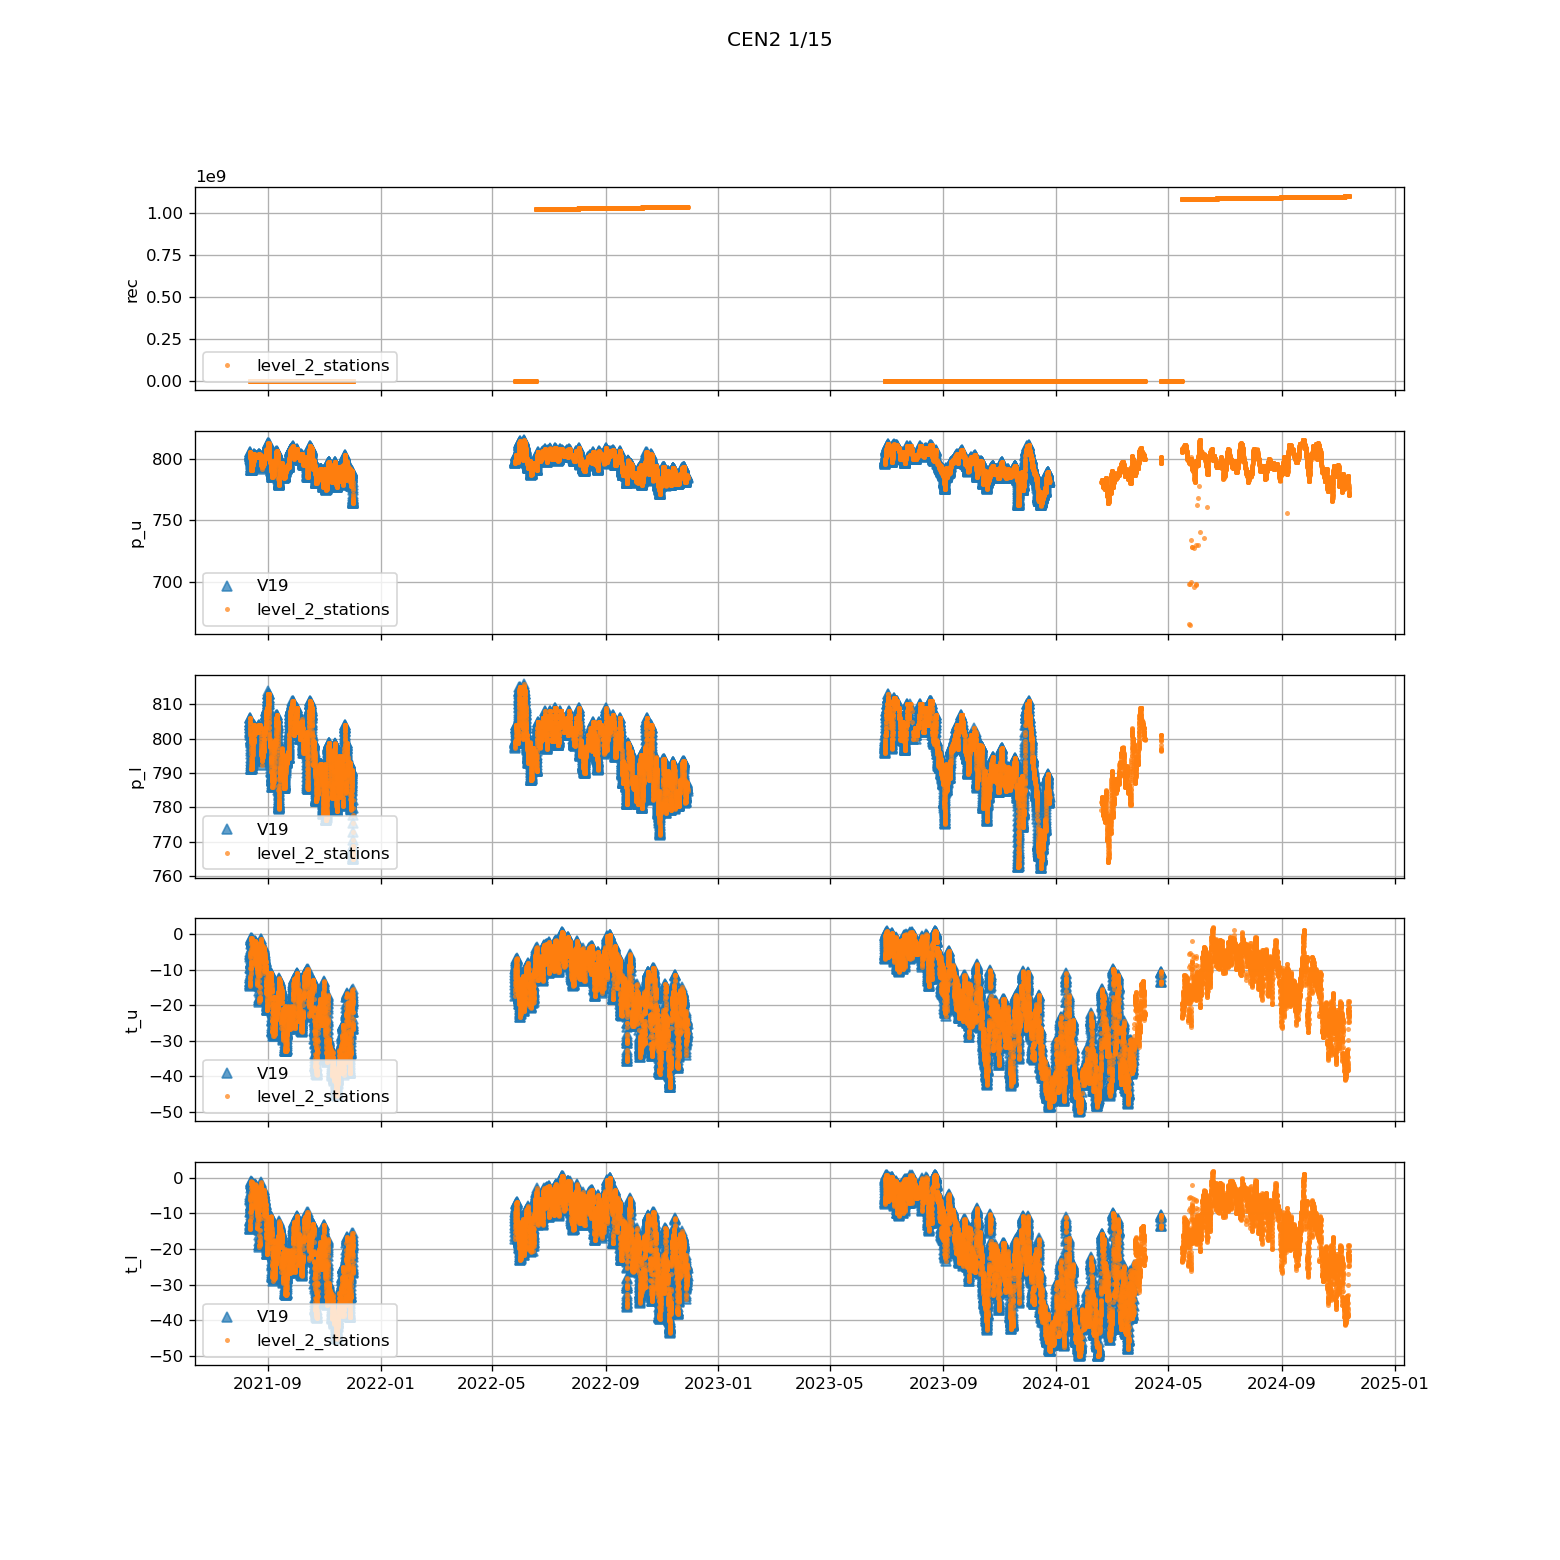 CEN2 1/15
1e9
1.00
0.75
0.50
0.25
0.00
rec
level_2_stations
800
750
700
p_u
V19
level_2_stations
810
800
790
780
770
760
p_l
V19
level_2_stations
0
−10
−20
−30
−40
−50
t_u
V19
level_2_stations
0
−10
−20
−30
−40
−50
t_l
V19
level_2_stations
2021-09 2022-01 2022-05 2022-09 2023-01 2023-05 2023-09 2024-01 2024-05 2024-09 2025-01